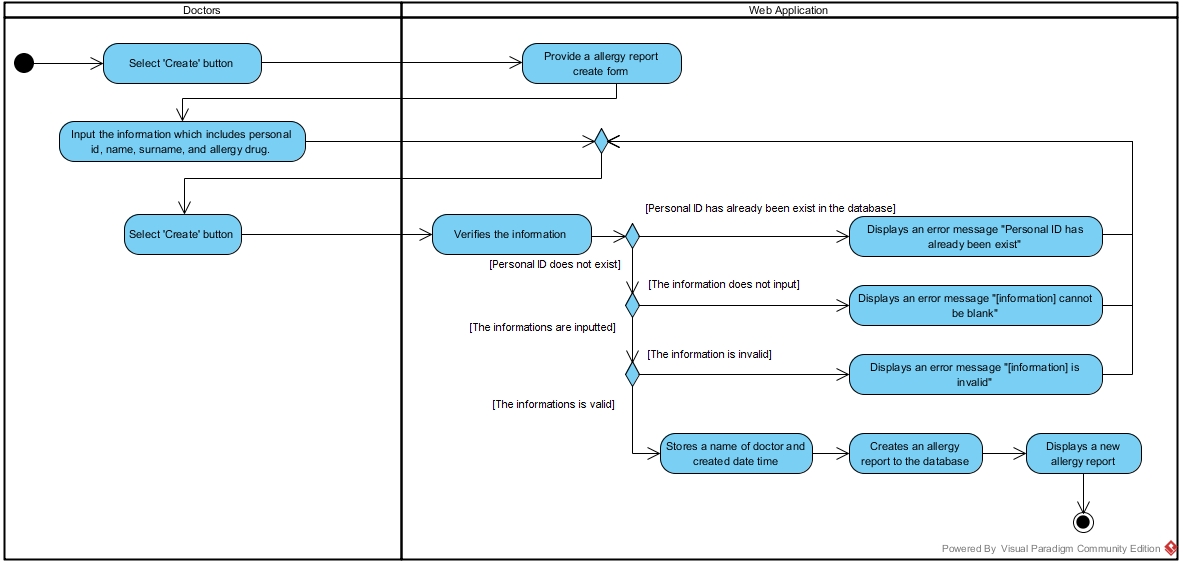 Doctors
Web Application
Select 'Create' button
Provide a allergy report
create form
Input the information which includes personal
id, name, surname, and allergy drug.
[Personal ID has already been exist in the database]
Select 'Create' button
Verifies the information
Displays an error message "Personal ID has
already been exist"
[Personal ID does not exist]
[The information does not input]
Displays an error message "[information] cannot
be blank"
[The informations are inputted]
[The information is invalid]
Displays an error message "[information] is
invalid"
[The informations is valid]
Stores a name of doctor and
created date time
Creates an allergy
report to the database
Displays a new
allergy report
Powered By Visual Paradigm Community Edition